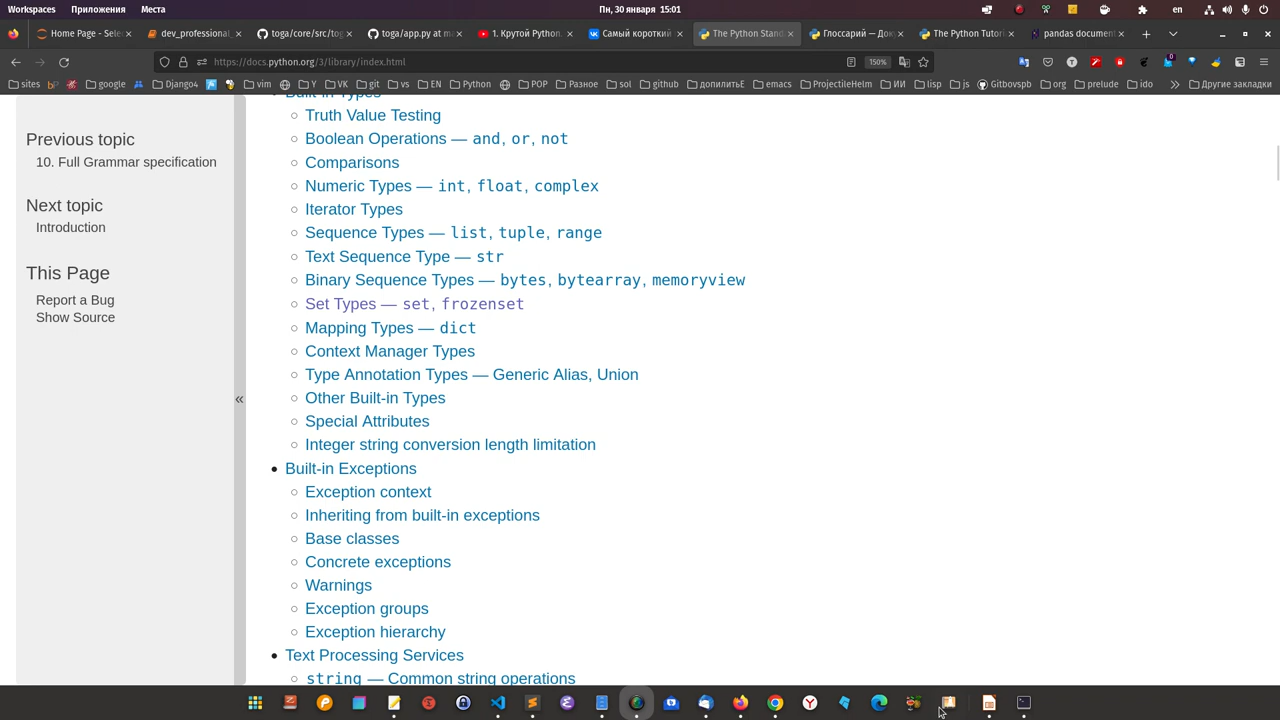 Workspaces Приложения Места Пн, 30 января 15:01 en
Home Page - Selec dev_professional_ toga/core/src/tog toga/app.py at ma 1. Крутой Python. Самый короткий The Python Stand Глоссарий — Доку The Python Tutori pandas document
https://docs.python.org/3/library/index.html 150%
sites google Django4 vim Y VK git vs EN Python POP Разное sol github допилитьЕ emacs ProjectileHelm ИИ lisp js Gitbovspb org prelude ido Другие закладки
Built-in Types
Truth Value Testing
Boolean Operations — and, or, not
Comparisons
Numeric Types — int, float, complex
Iterator Types
Sequence Types — list, tuple, range
Text Sequence Type — str
Binary Sequence Types — bytes, bytearray, memoryview
Set Types — set, frozenset
Mapping Types — dict
Context Manager Types
Type Annotation Types — Generic Alias, Union
Other Built-in Types
Special Attributes
Integer string conversion length limitation
Built-in Exceptions
Exception context
Inheriting from built-in exceptions
Base classes
Concrete exceptions
Warnings
Exception groups
Exception hierarchy
Text Processing Services
string — Common string operations
Previous topic
10. Full Grammar specification
Next topic
Introduction
This Page
Report a Bug
Show Source
«